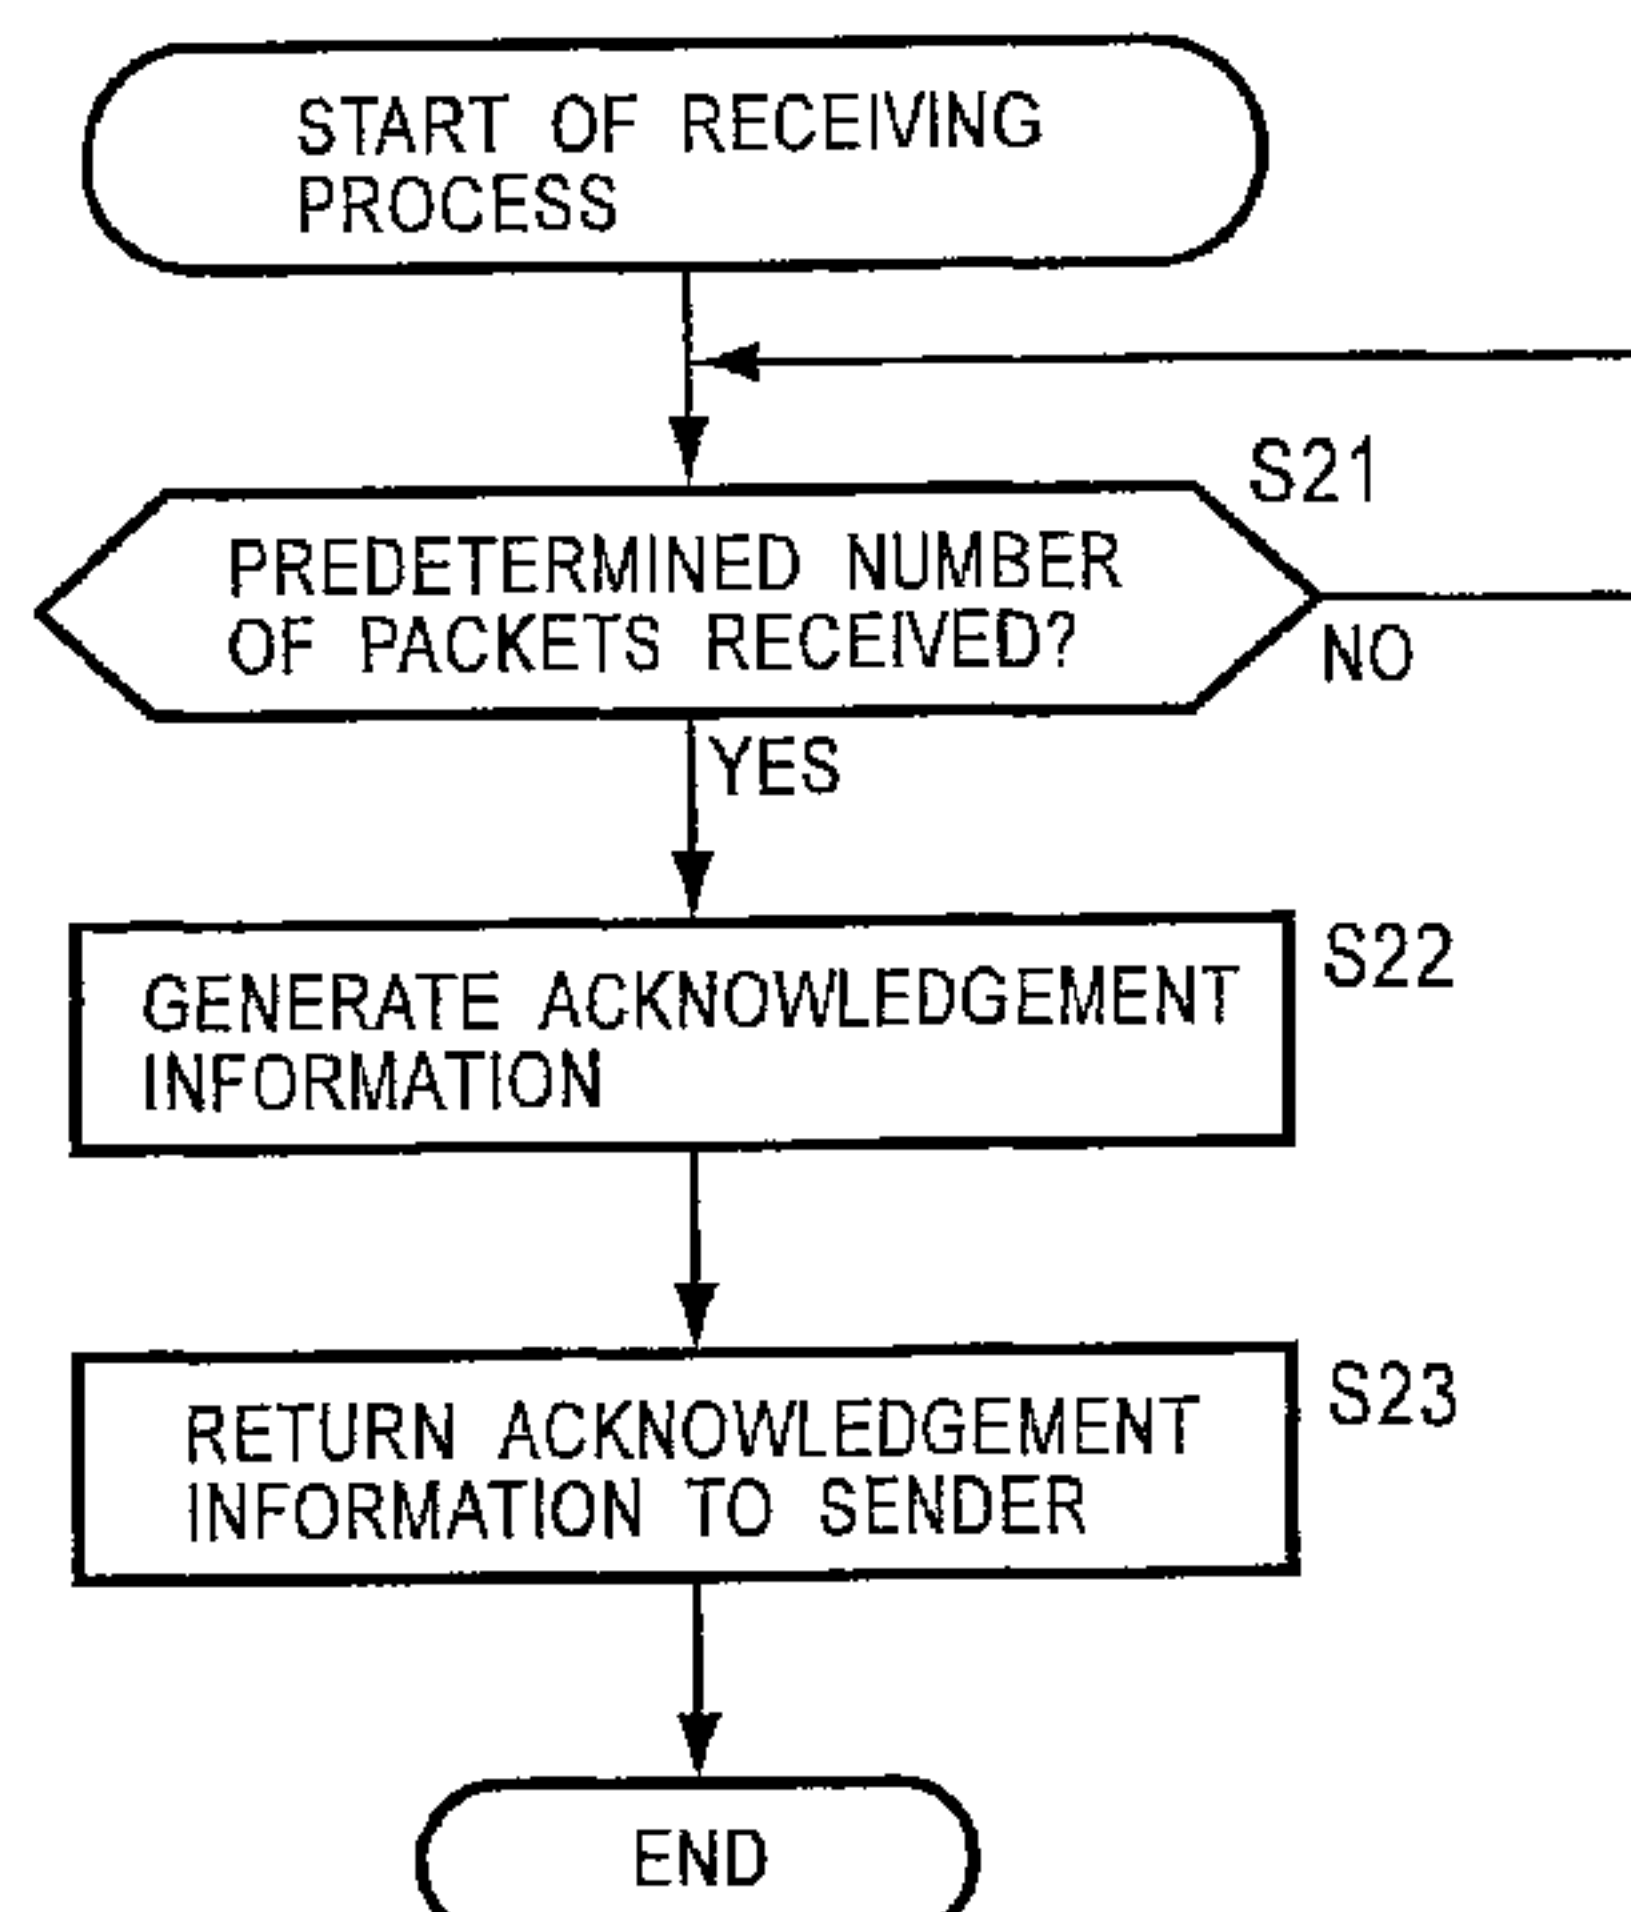 START OF RECEIVING
PROCESS
S21
PREDETERMINED NUMBER
OF PACKETS RECEIVED?
NO
YES
S22
GENERATE ACKNOWLEDGEMENT
INFORMATION
S23
RETURN ACKNOWLEDGEMENT
INFORMATION TO SENDER
END